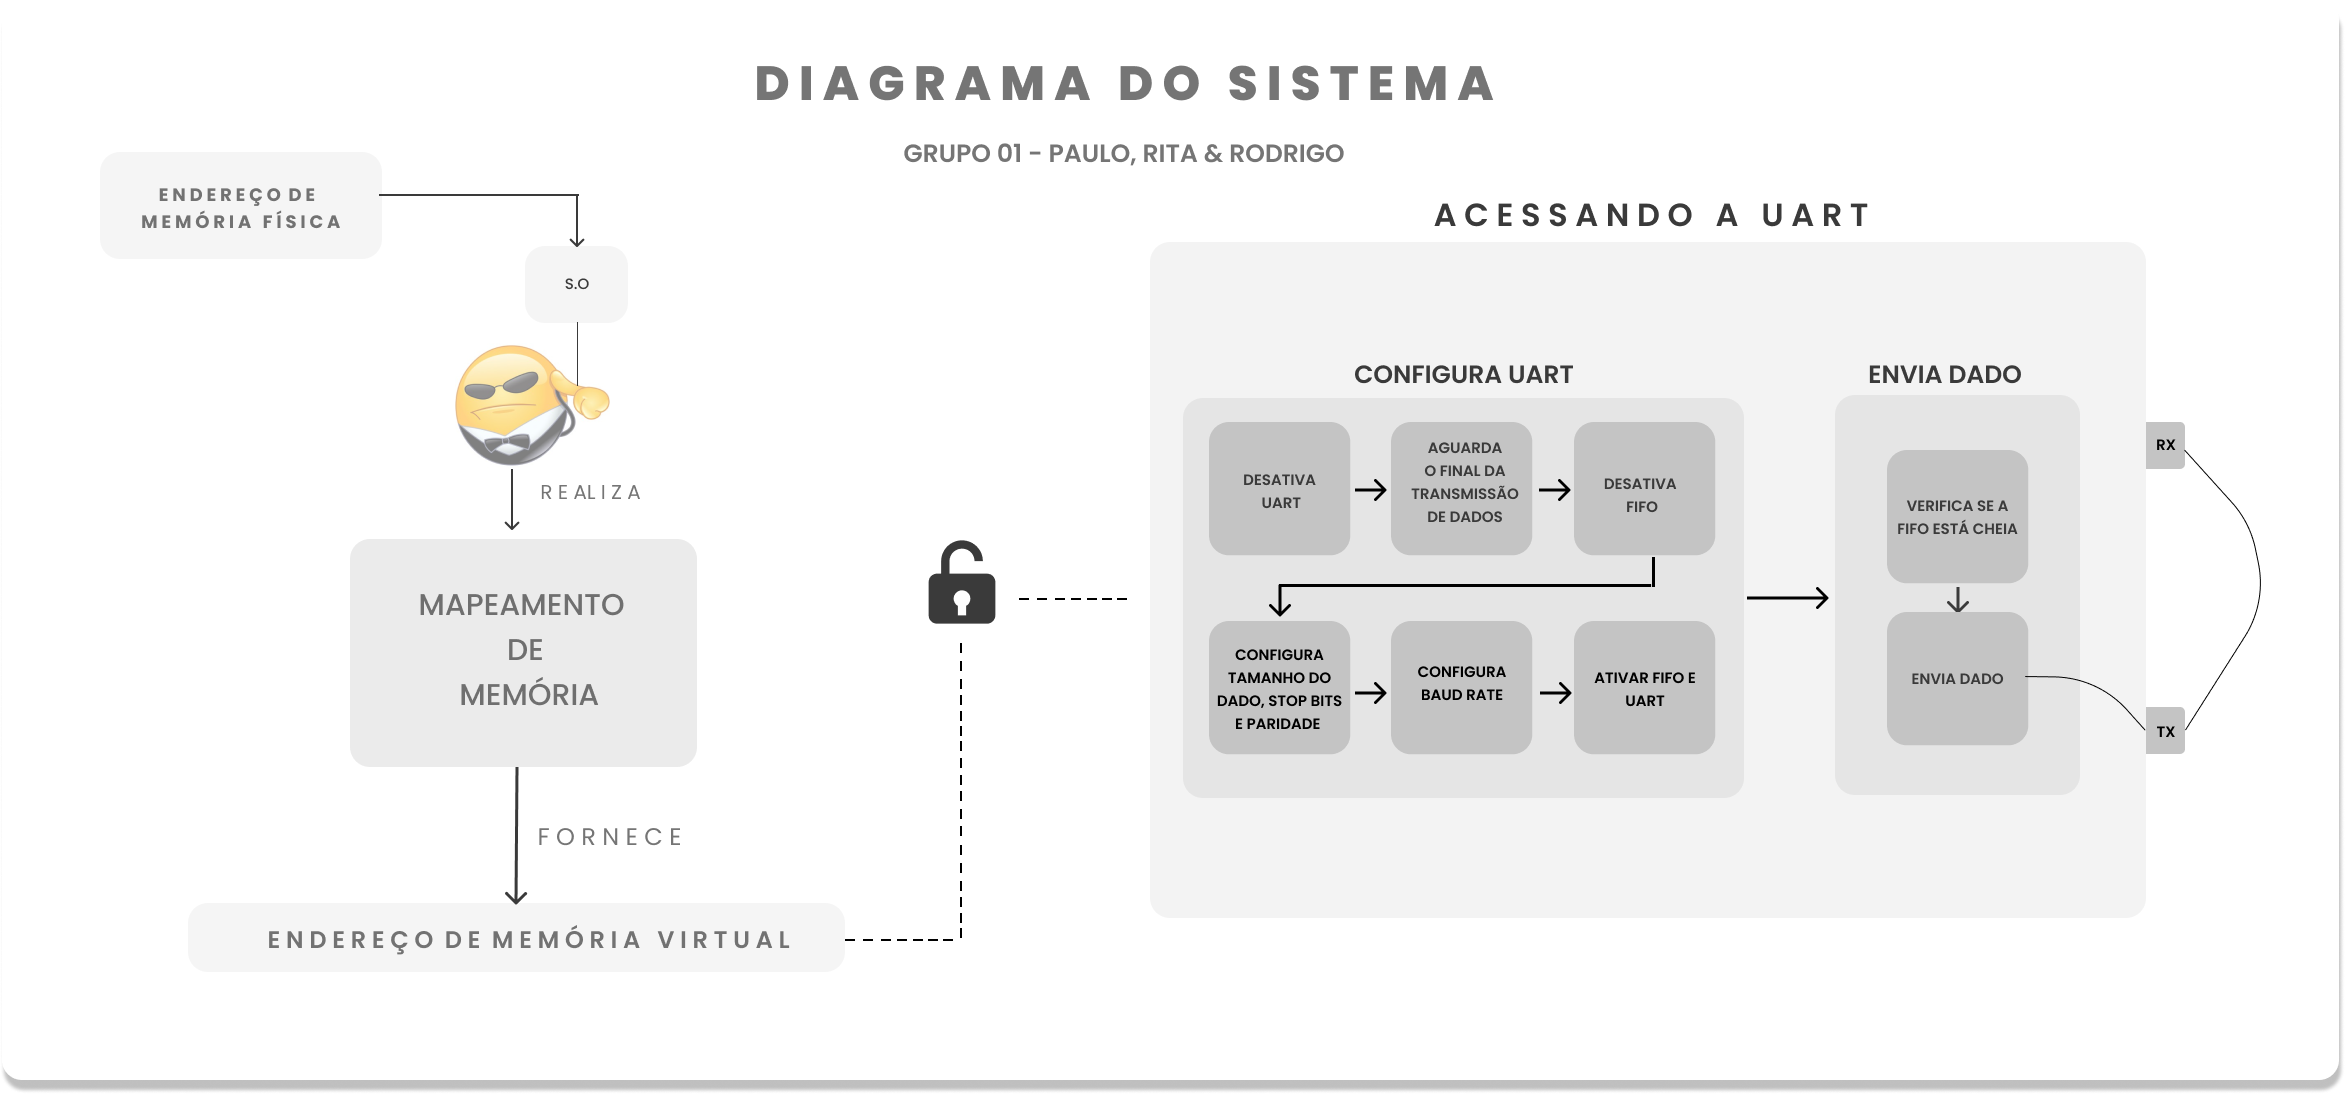 DIAGRAMA DO SISTEMA
GRUPO 01 - PAULO, RITA & RODRIGO
ENDEREÇO DE
MEMÓRIA FÍSICA
S.O
REALIZA
MAPEAMENTO
DE
MEMÓRIA
FORNECE
ENDEREÇO DE MEMÓRIA VIRTUAL
ACESSANDO A UART
CONFIGURA UART
DESATIVA
UART
AGUARDA
O FINAL DA
TRANSMISSÃO
DE DADOS
DESATIVA
FIFO
CONFIGURA
TAMANHO DO
DADO, STOP BITS
E PARIDADE
CONFIGURA
BAUD RATE
ATIVAR FIFO E
UART
ENVIA DADO
VERIFICA SE A
FIFO ESTÁ CHEIA
ENVIA DADO
RX
TX